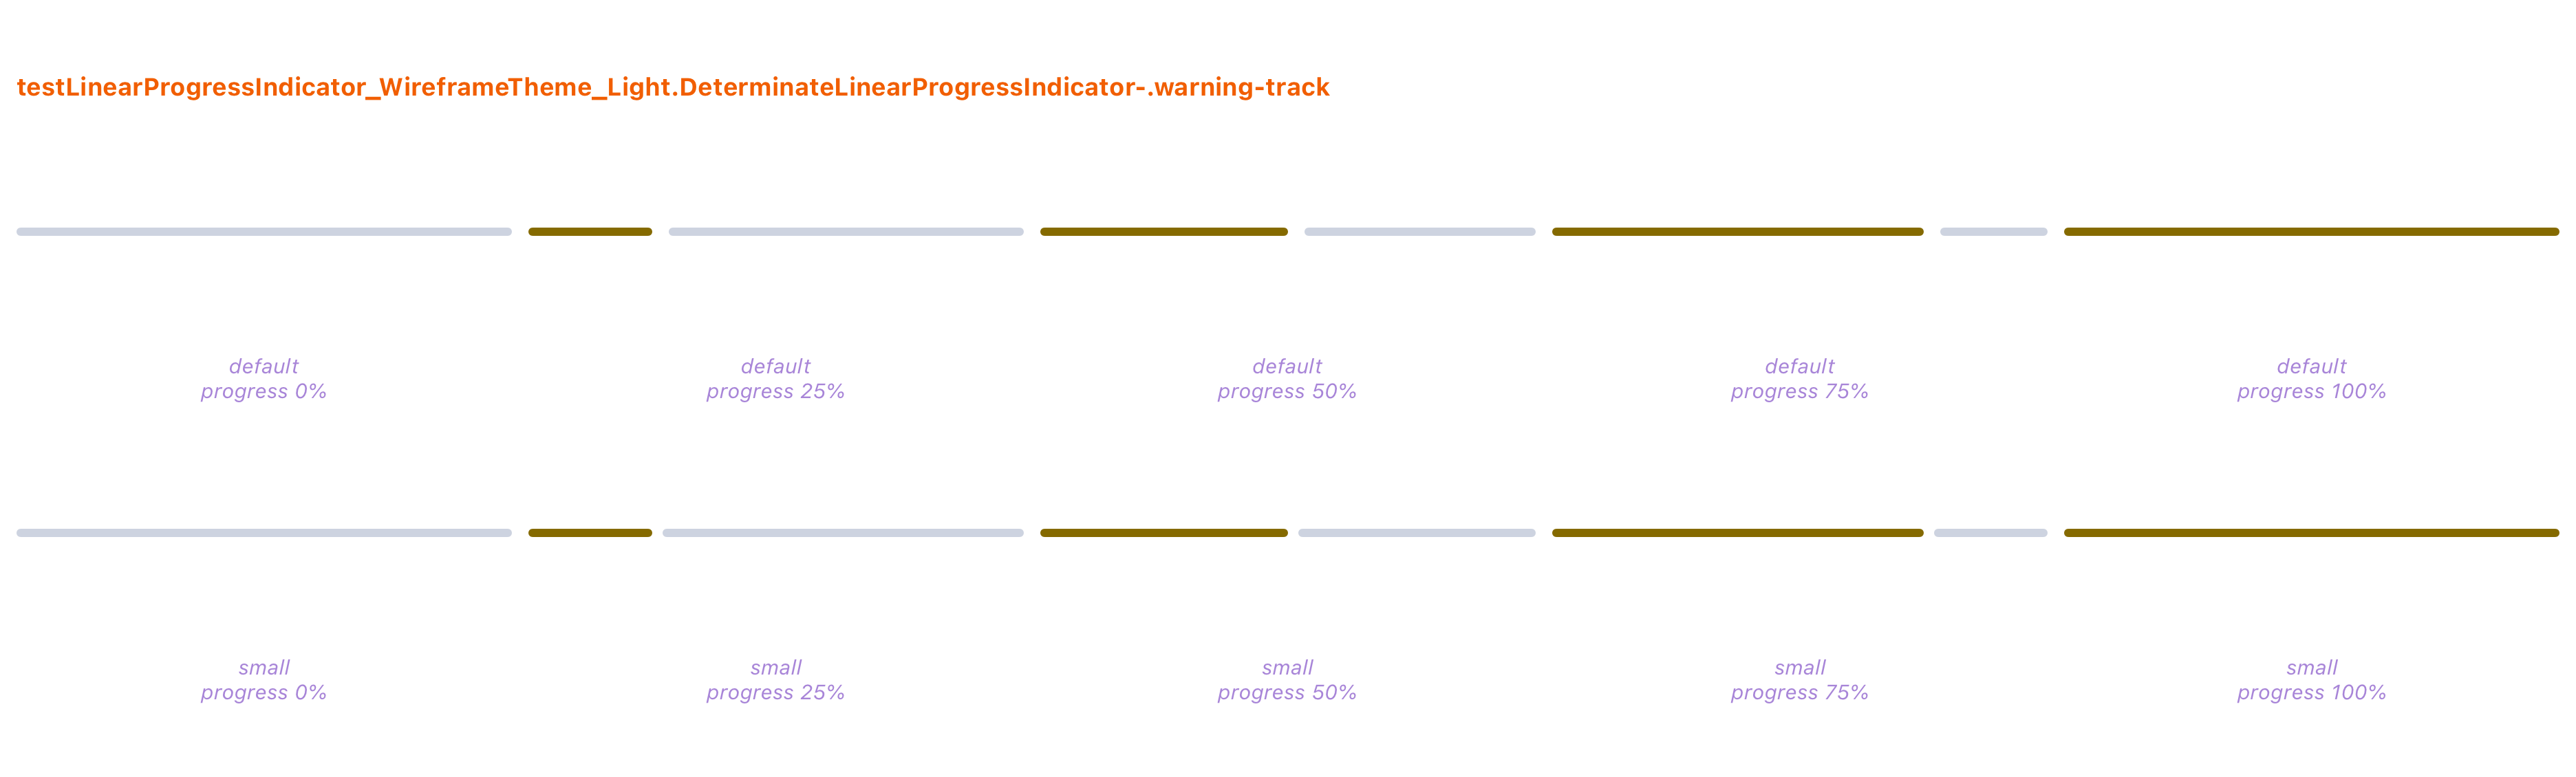 testLinearProgressIndicator_WireframeTheme_Light.DeterminateLinearProgressIndicator-.warning-track
default
progress 0%
default
progress 25%
default
progress 50%
default
progress 75%
default
progress 100%
small
progress 0%
small
progress 25%
small
progress 50%
small
progress 75%
small
progress 100%